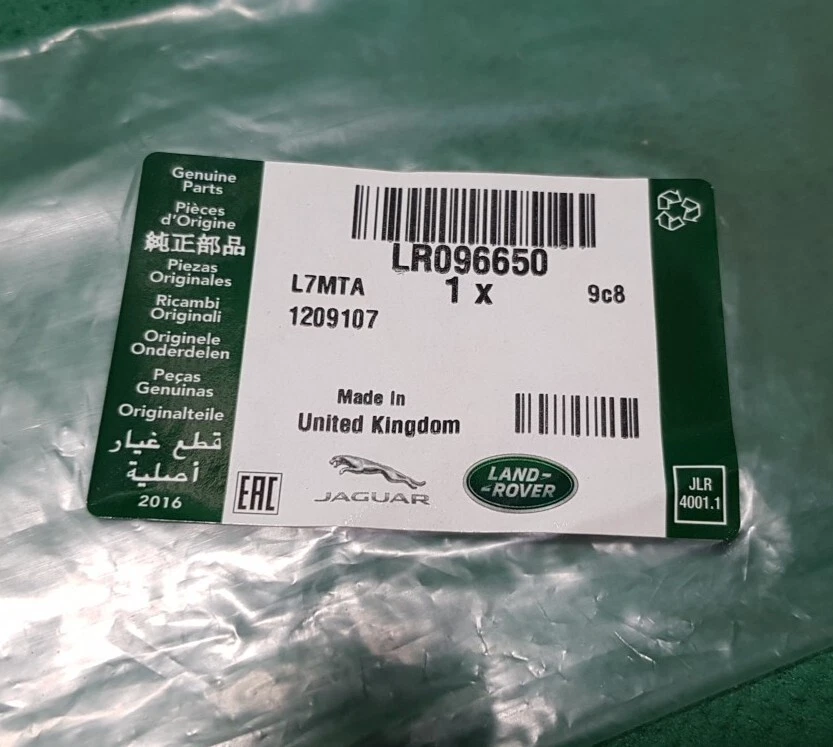 Genuine
Parts
Pièces
d'Origine
純正部品
Piezas
Originales
Ricambi
Originali
Originele
Onderdelen
Peças
Genuinas
Originalteile
قطع غيار
أصلية
2016
LR096650
L7MTA
1 x
9c8
1209107
Made In
United Kingdom
EAC
JAGUAR
LAND-
-ROVER
JLR
4001.1